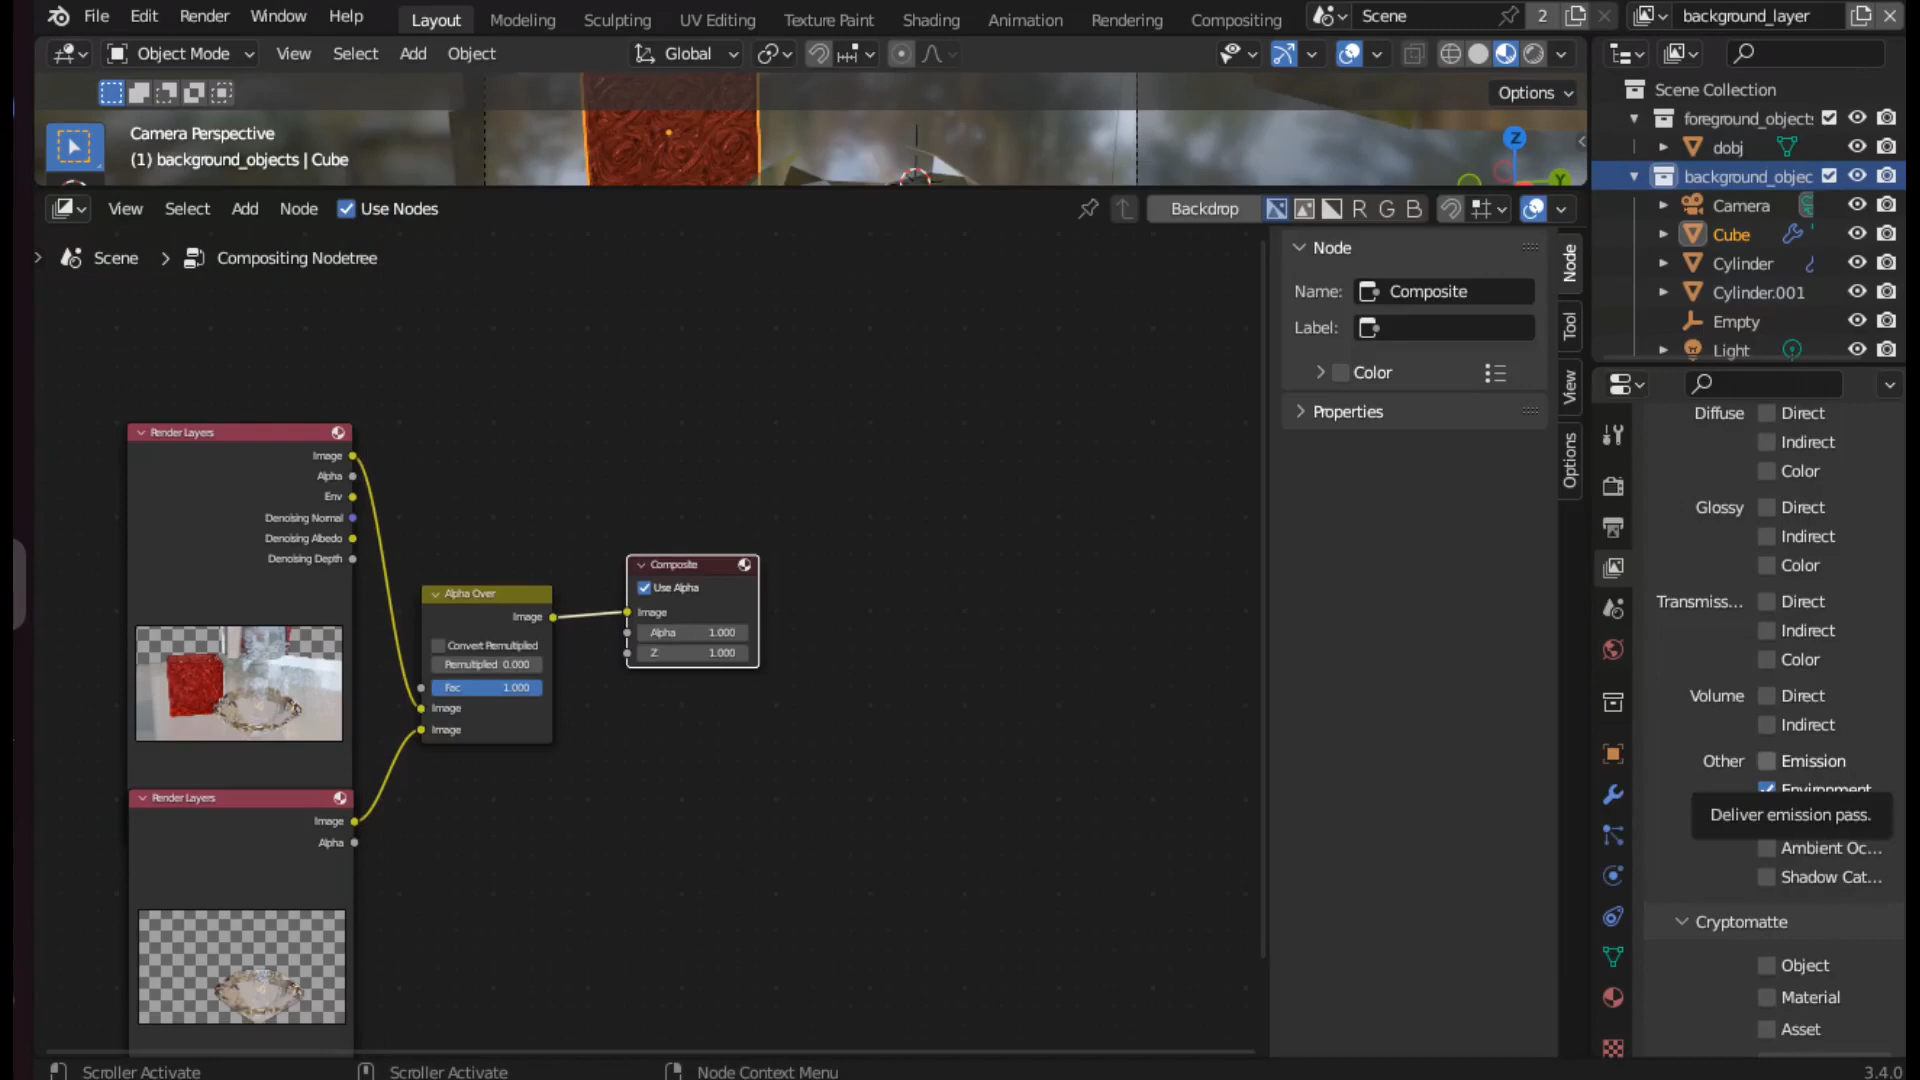 File Edit Render Window Help Layout Modeling Sculpting UV Editing Texture Paint Shading Animation Rendering Compositing Scene 2 background_layer
Object Mode View Select Add Object Global
Options
Camera Perspective
(1) background_objects | Cube
Z
Y
View Select Add Node Use Nodes Backdrop R G B
Scene > Compositing Nodetree
Render Layers
Image
Alpha
Env
Denoising Normal
Denoising Albedo
Denoising Depth
Alpha Over
Image
Convert Premultiplied
Premultiplied 0.000
Fac 1.000
Image
Image
Composite
Use Alpha
Image
Alpha 1.000
Z 1.000
Render Layers
Image
Alpha
Node
Name: Composite
Label:
Color
Properties
Node
Tool
View
Options
Scene Collection
foreground_objects
dobj
background_objec
Camera
Cube
Cylinder
Cylinder.001
Empty
Light
Diffuse Direct
Indirect
Color
Glossy Direct
Indirect
Color
Transmiss... Direct
Indirect
Color
Volume Direct
Indirect
Other Emission
Environment
Deliver emission pass.
Ambient Oc...
Shadow Cat...
Cryptomatte
Object
Material
Asset
Scroller Activate Scroller Activate Node Context Menu 3.4.0